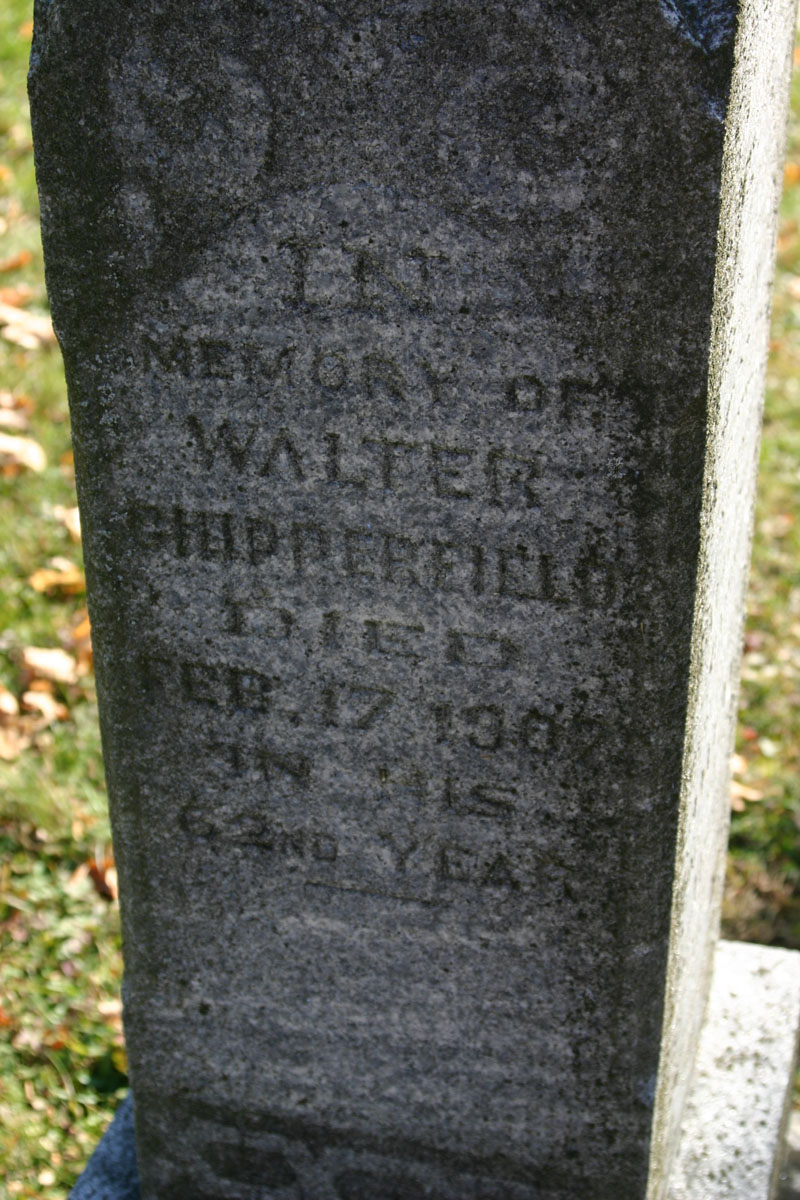 IN
MEMORY OF
WALTER
CHIPPERFIELD
DIED
FEB. 17
IN HIS
62ND YEAR